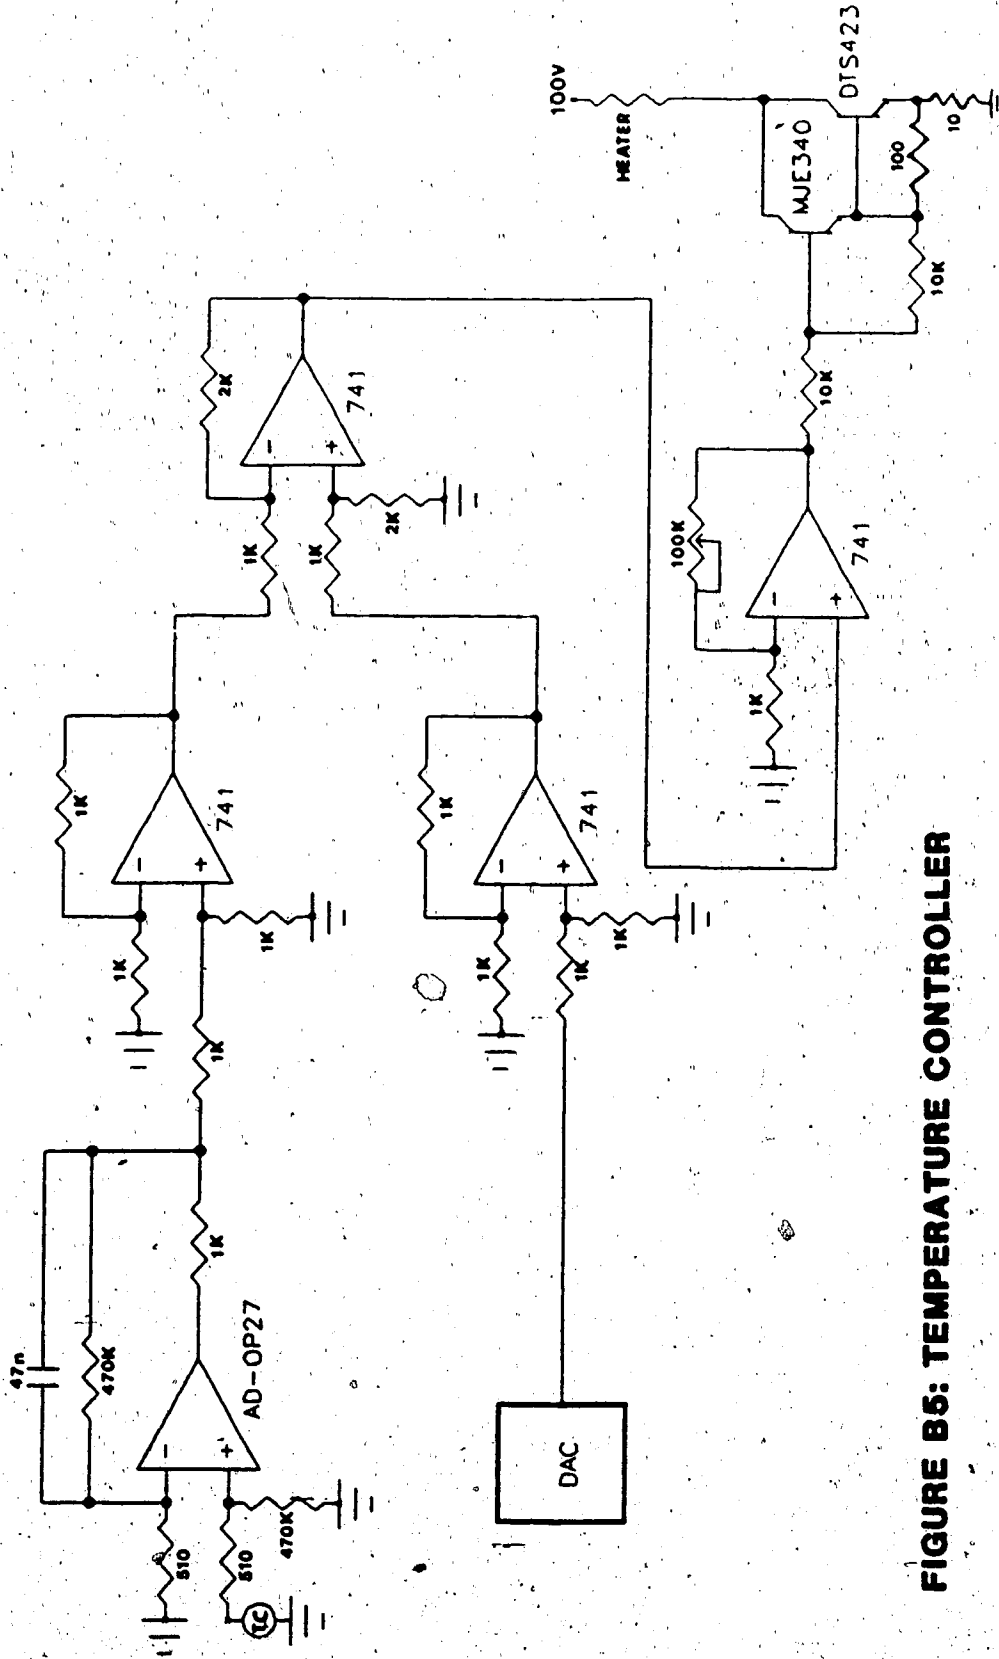 47n
470K
510
-
+
AD-OP27
510
TC
470K
1K
1K
1K
1K
1K
-
+
741
DAC
1K
1K
1K
1K
-
+
741
1K
1K
2K
2K
-
+
741
1K
100K
-
+
741
10K
10K
100V
HEATER
MJE340
DTS423
100
10
FIGURE B5: TEMPERATURE CONTROLLER